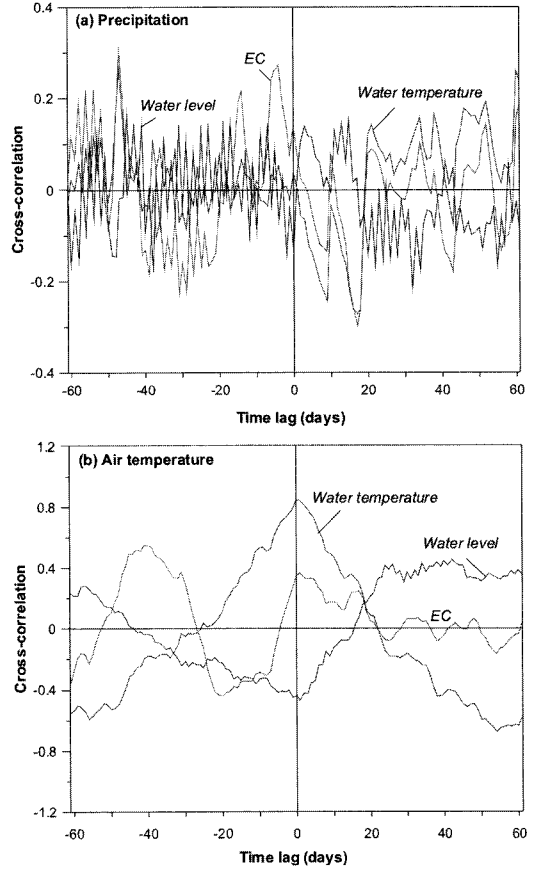 (a) Precipitation
0.4
0.2
0
-0.2
-0.4
Cross-correlation
EC
Water level
Water temperature
-60 -40 -20 0 20 40 60
Time lag (days)
(b) Air temperature
1.2
0.8
0.4
0
-0.4
-0.8
-1.2
Cross-correlation
Water temperature
Water level
EC
-60 -40 -20 0 20 40 60
Time lag (days)